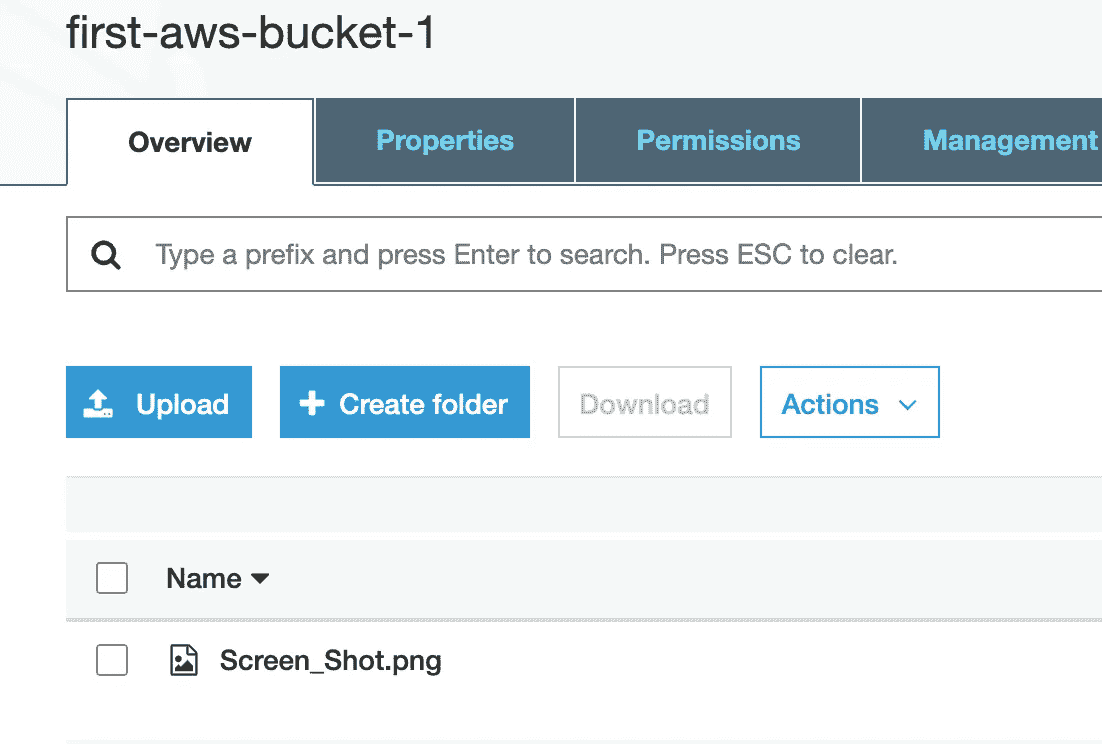 first-aws-bucket-1
Overview Properties Permissions Management
Type a prefix and press Enter to search. Press ESC to clear.
Upload Create folder Download Actions
Name
Screen_Shot.png